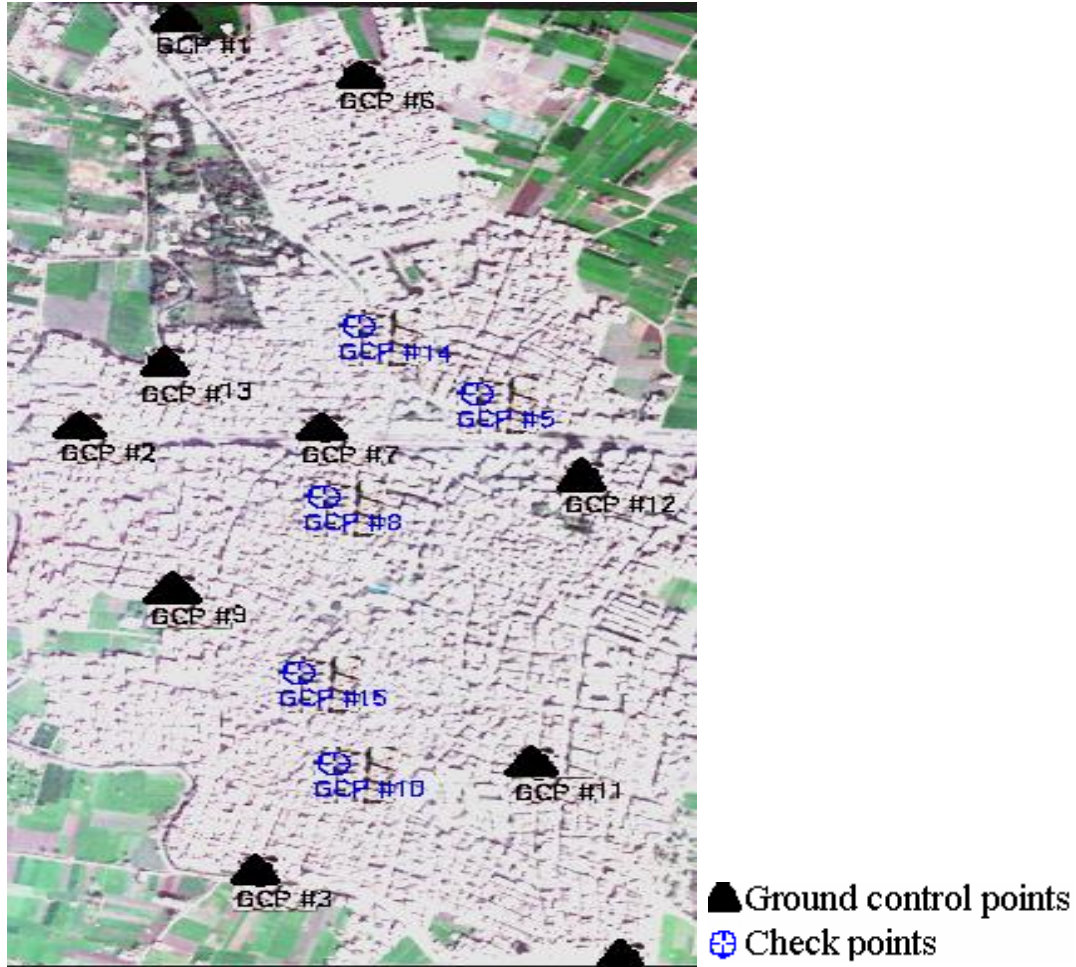 GCP #1
GCP #6
GCP #14
GCP #13
GCP #5
GCP #2
GCP #7
GCP #12
GCP #8
GCP #9
GCP #15
GCP #10
GCP #11
GCP #3
Ground control points
Check points